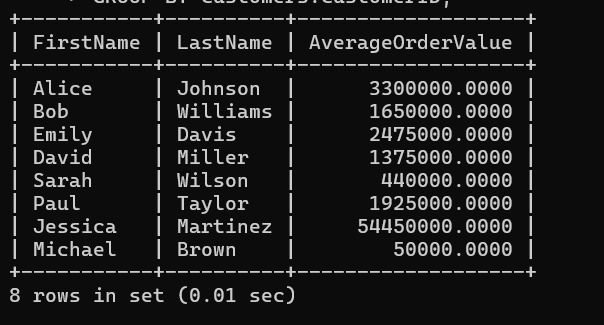 -> GROUP BY Customers.CustomerID;
+-----------+----------+-------------------+
| FirstName | LastName | AverageOrderValue |
+-----------+----------+-------------------+
| Alice     | Johnson  |      3300000.0000 |
| Bob       | Williams |      1650000.0000 |
| Emily     | Davis    |      2475000.0000 |
| David     | Miller   |      1375000.0000 |
| Sarah     | Wilson   |       440000.0000 |
| Paul      | Taylor   |      1925000.0000 |
| Jessica   | Martinez |     54450000.0000 |
| Michael   | Brown    |        50000.0000 |
+-----------+----------+-------------------+
8 rows in set (0.01 sec)